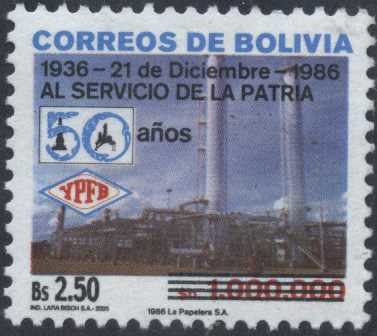 CORREOS DE BOLIVIA
1936 - 21 de Diciembre - 1986
AL SERVICIO DE LA PATRIA
50 años
YPFB
Bs 2.50 $b. 1.000.000
1986 La Papelera S.A.